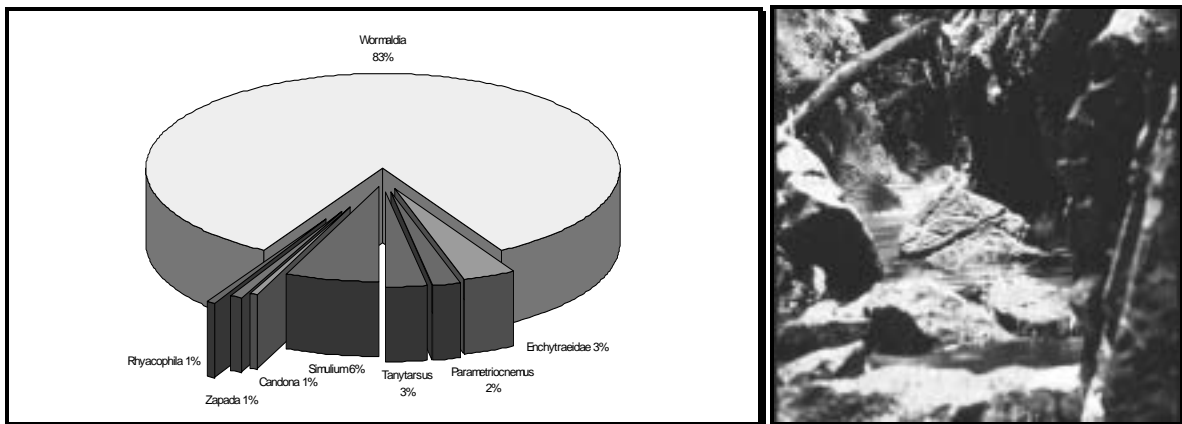 Wormaldia
83%
Rhyacophila 1%
Zapada 1%
Candona 1%
Simulium 6%
Tanytarsus
3%
Parametriocnemus
2%
Enchytraeidae 3%